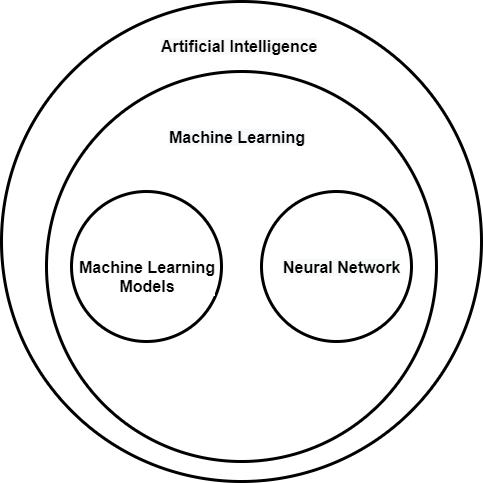 Artificial Intelligence
Machine Learning
Machine Learning
Models
Neural Network